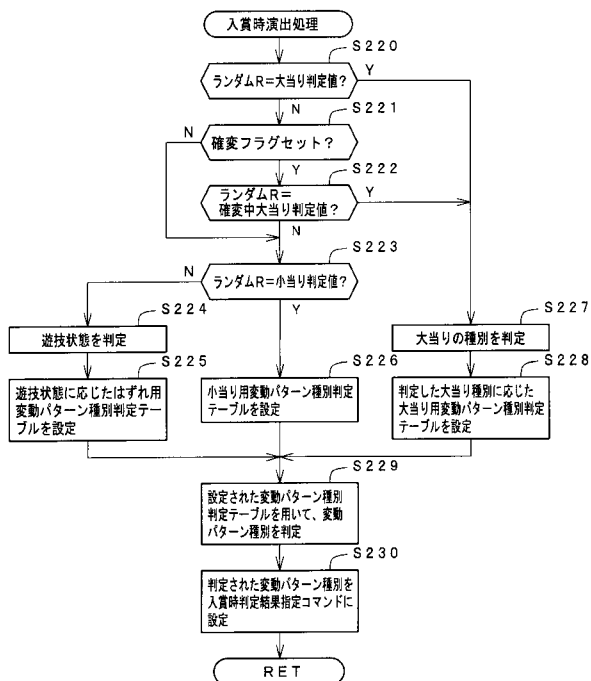 入賞時演出処理
S220
ランダムR=大当り判定値?
Y
N
S221
N
確変フラグセット?
Y
S222
ランダムR=
確変中大当り判定値?
Y
N
S223
N
ランダムR=小当り判定値?
Y
S224
遊技状態を判定
S227
大当りの種別を判定
S225
遊技状態に応じたはずれ用
変動パターン種別判定テー
ブルを設定
S226
小当り用変動パターン種別判定
テーブルを設定
S228
判定した大当り種別に応じた
大当り用変動パターン種別判定
テーブルを設定
S229
設定された変動パターン種別
判定テーブルを用いて、変動
パターン種別を判定
S230
判定された変動パターン種別を
入賞時判定結果指定コマンドに
設定
RET